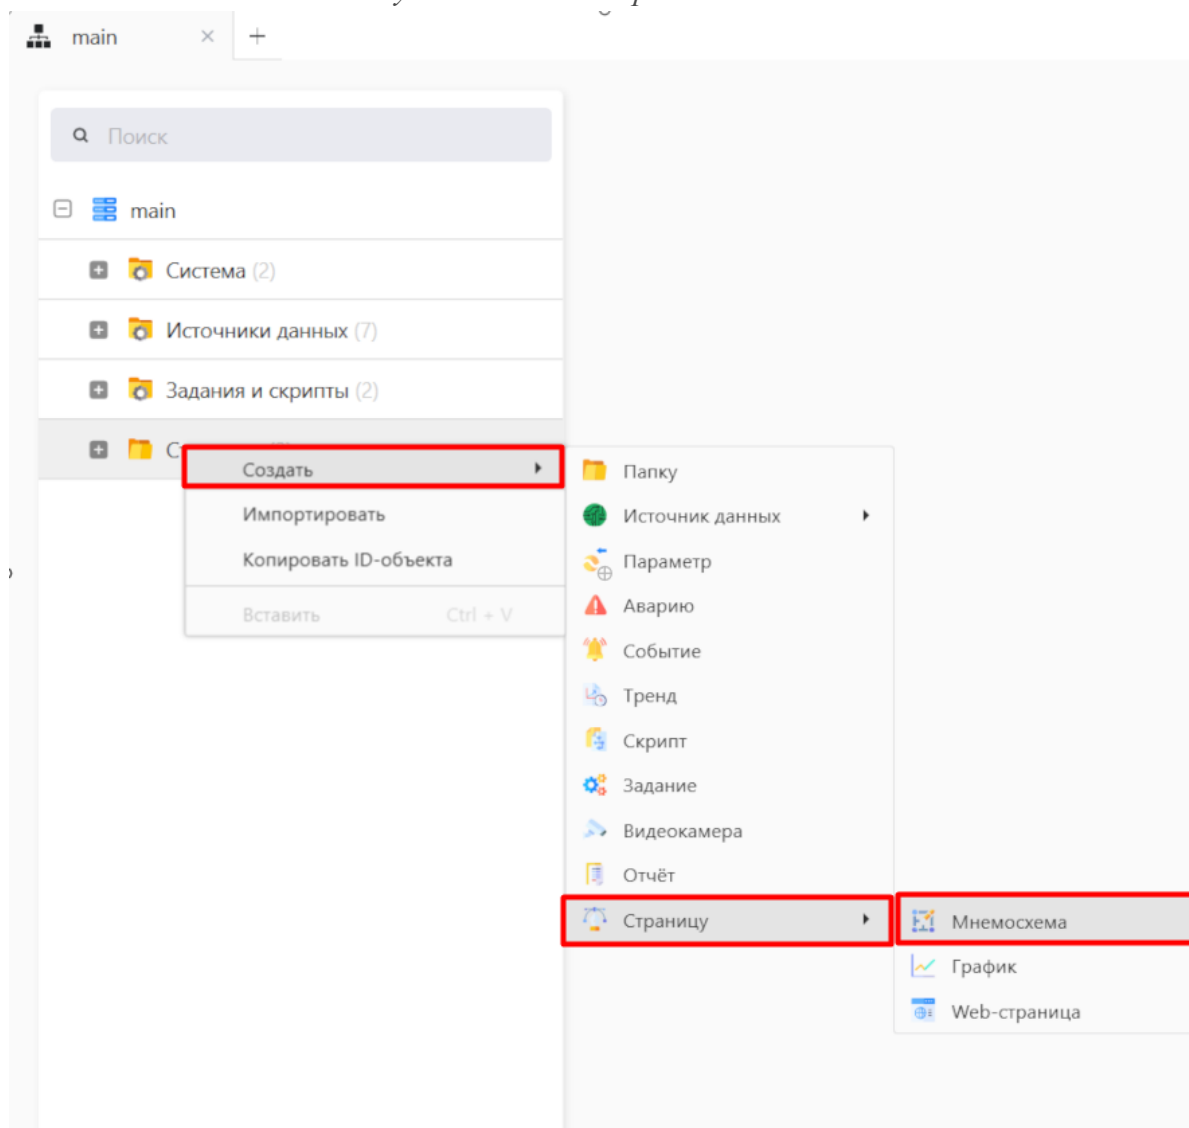 main
Поиск
main
Система (2)
Источники данных (7)
Задания и скрипты (2)
Создать
Импортировать
Копировать ID-объекта
Вставить Ctrl + V
Папку
Источник данных
Параметр
Аварию
Событие
Тренд
Скрипт
Задание
Видеокамера
Отчёт
Страницу
Мнемосхема
График
Web-страница